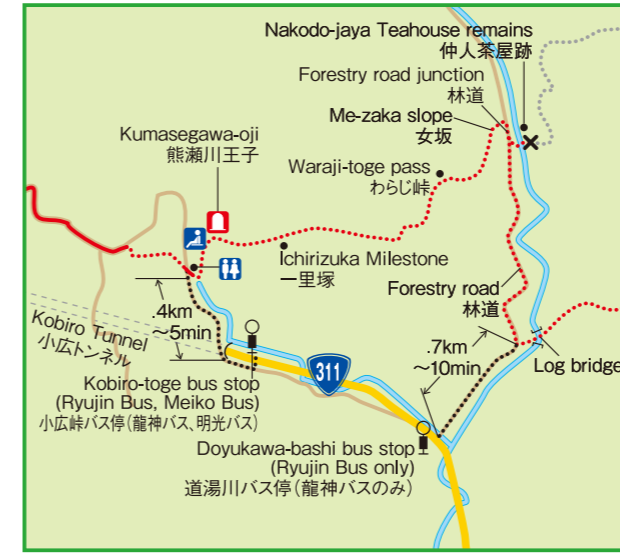 Nakodo-jaya Teahouse remains
仲人茶屋跡
Forestry road junction
林道
Me-zaka slope
女坂
Kumasegawa-oji
熊瀬川王子
Waraji-toge pass
わらじ峠
Ichirizuka Milestone
一里塚
Forestry road
林道
.4km
～5min
Kobiro Tunnel
小広トンネル
.7km
～10min
Log bridge
311
Kobiro-toge bus stop
(Ryujin Bus, Meiko Bus)
小広峠バス停(龍神バス、明光バス)
Doyukawa-bashi bus stop
(Ryujin Bus only)
道湯川バス停(龍神バスのみ)